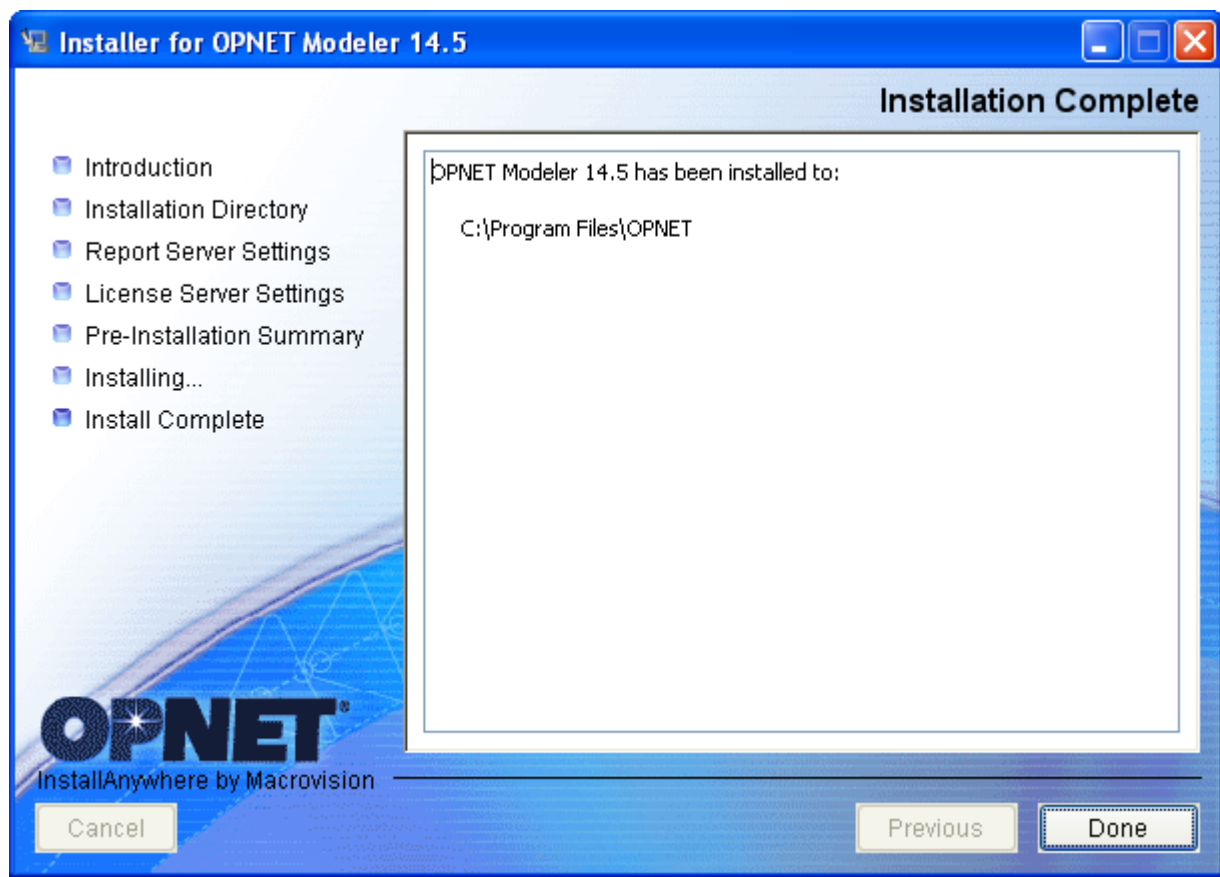 Installer for OPNET Modeler 14.5
Installation Complete
Introduction
Installation Directory
Report Server Settings
License Server Settings
Pre-Installation Summary
Installing...
Install Complete
OPNET Modeler 14.5 has been installed to:
C:\Program Files\OPNET
OPNET®
InstallAnywhere by Macrovision
Cancel
Previous
Done